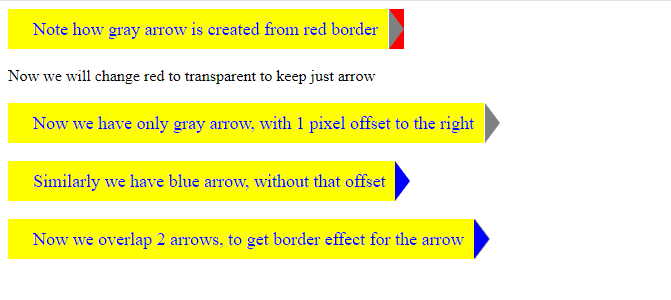 Note how gray arrow is created from red border
Now we will change red to transparent to keep just arrow
Now we have only gray arrow, with 1 pixel offset to the right
Similarly we have blue arrow, without that offset
Now we overlap 2 arrows, to get border effect for the arrow